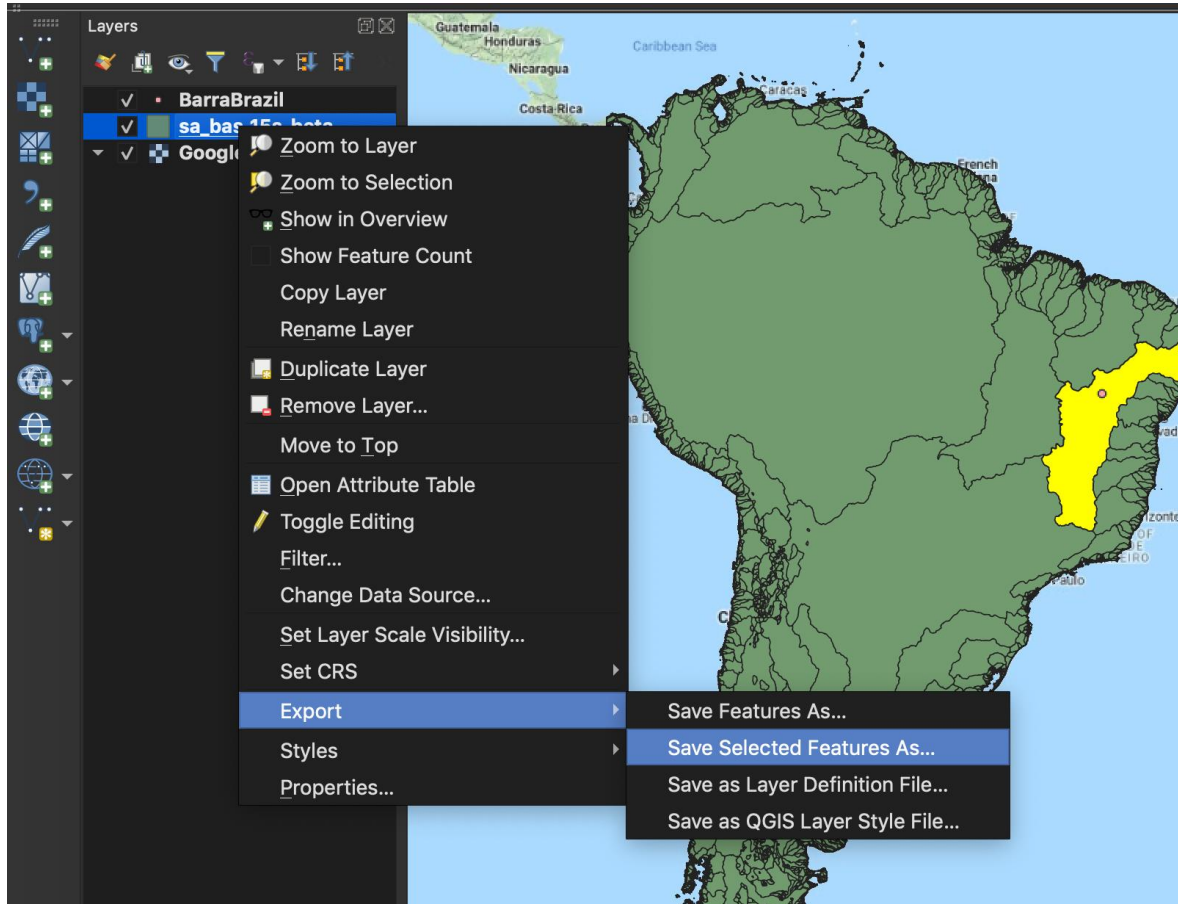 Layers
BarraBrazil
sa_bas_15s_beta
Google
Zoom to Layer
Zoom to Selection
Show in Overview
Show Feature Count
Copy Layer
Rename Layer
Duplicate Layer
Remove Layer...
Move to Top
Open Attribute Table
Toggle Editing
Filter...
Change Data Source...
Set Layer Scale Visibility...
Set CRS
Export
Styles
Properties...
Save Features As...
Save Selected Features As...
Save as Layer Definition File...
Save as QGIS Layer Style File...
Guatemala
Honduras
Caribbean Sea
Nicaragua
Caracas
Costa Rica
French
Paulo